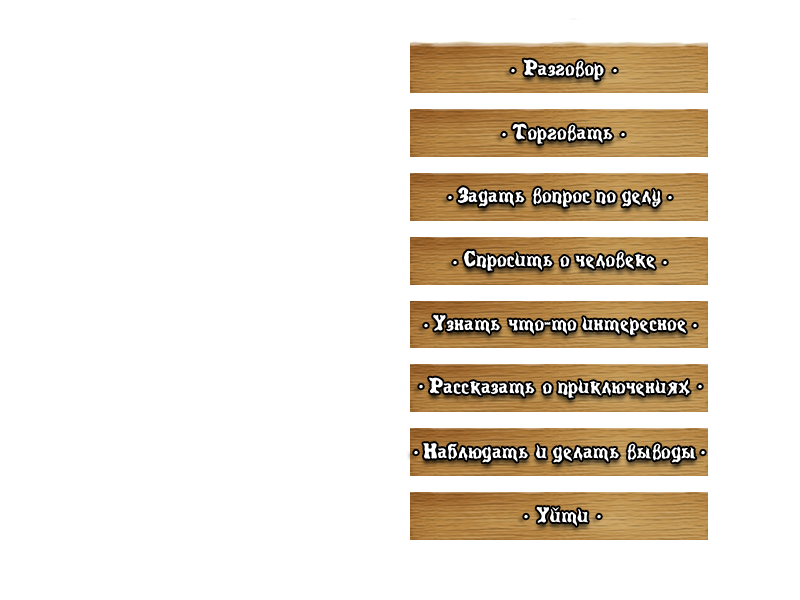 • Разговор •
• Торговать •
• Задать вопрос по делу •
• Спросить о человеке •
• Узнать что-то интересное •
• Рассказать о приключениях •
• Наблюдать и делать выводы •
• Уйти •